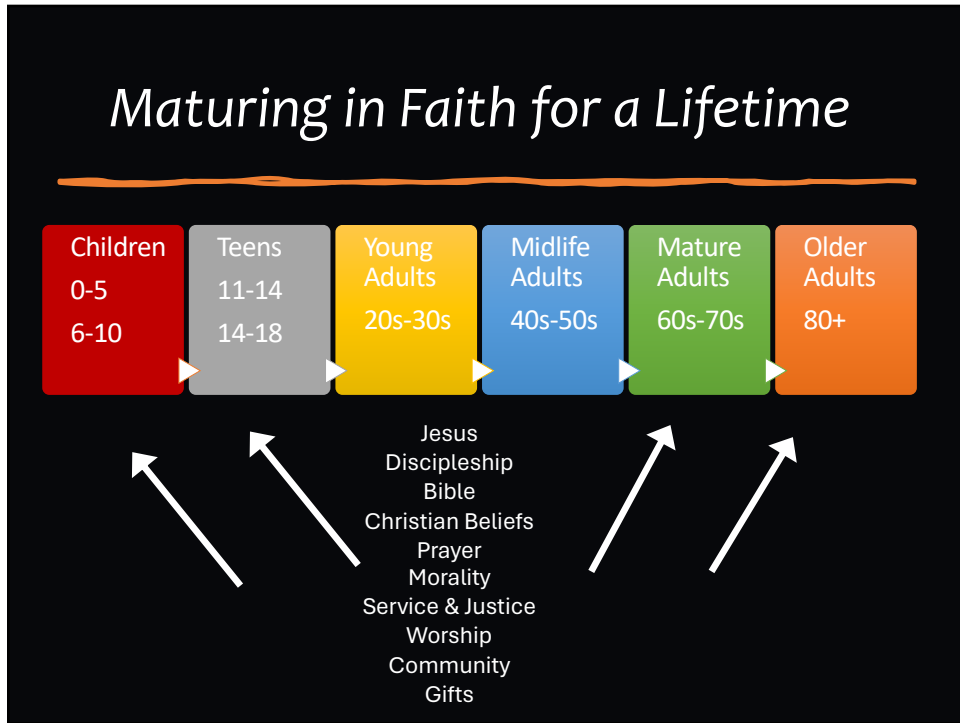 Maturing in Faith for a Lifetime
Children
0-5
6-10
Teens
11-14
14-18
Young
Adults
20s-30s
Midlife
Adults
40s-50s
Mature
Adults
60s-70s
Older
Adults
80+
Jesus
Discipleship
Bible
Christian Beliefs
Prayer
Morality
Service & Justice
Worship
Community
Gifts